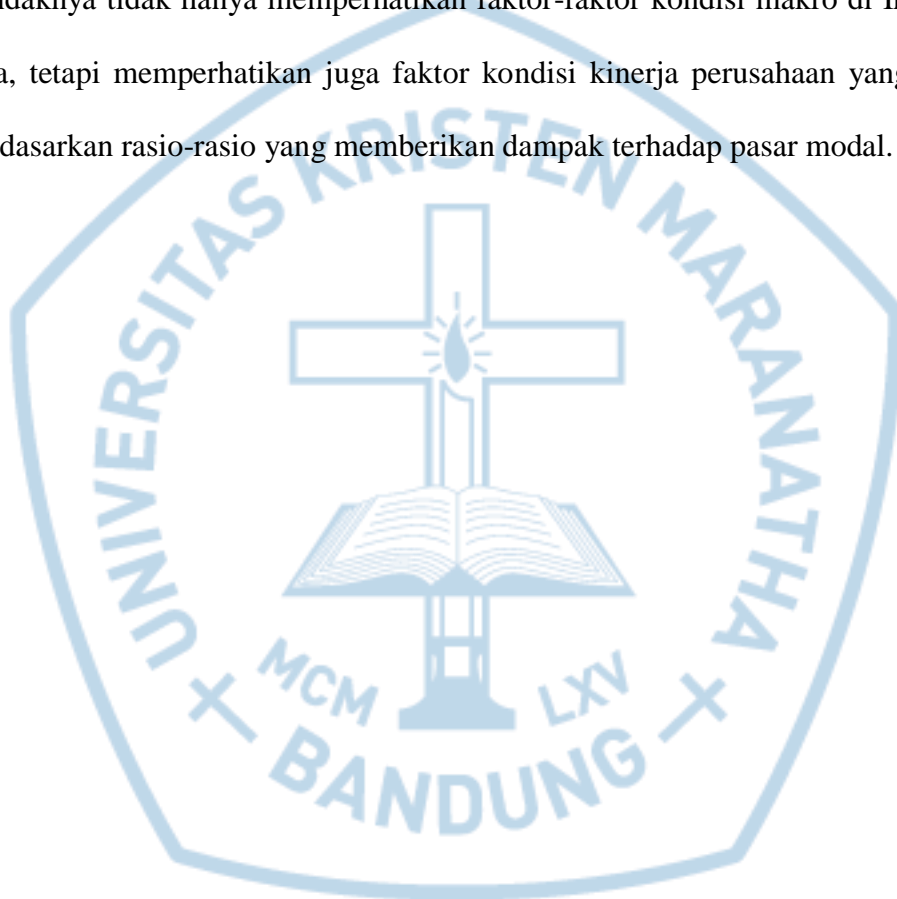 tidak hanya memperhatikan faktor-faktor kondisi makro di
tetapi memperhatikan juga faktor kondisi kinerja perusahaan yang
dasarkan rasio-rasio yang memberikan dampak terhadap pasar modal.
UNIVERSITAS KRISTEN MARANATHA
MCM LXV
BANDUNG